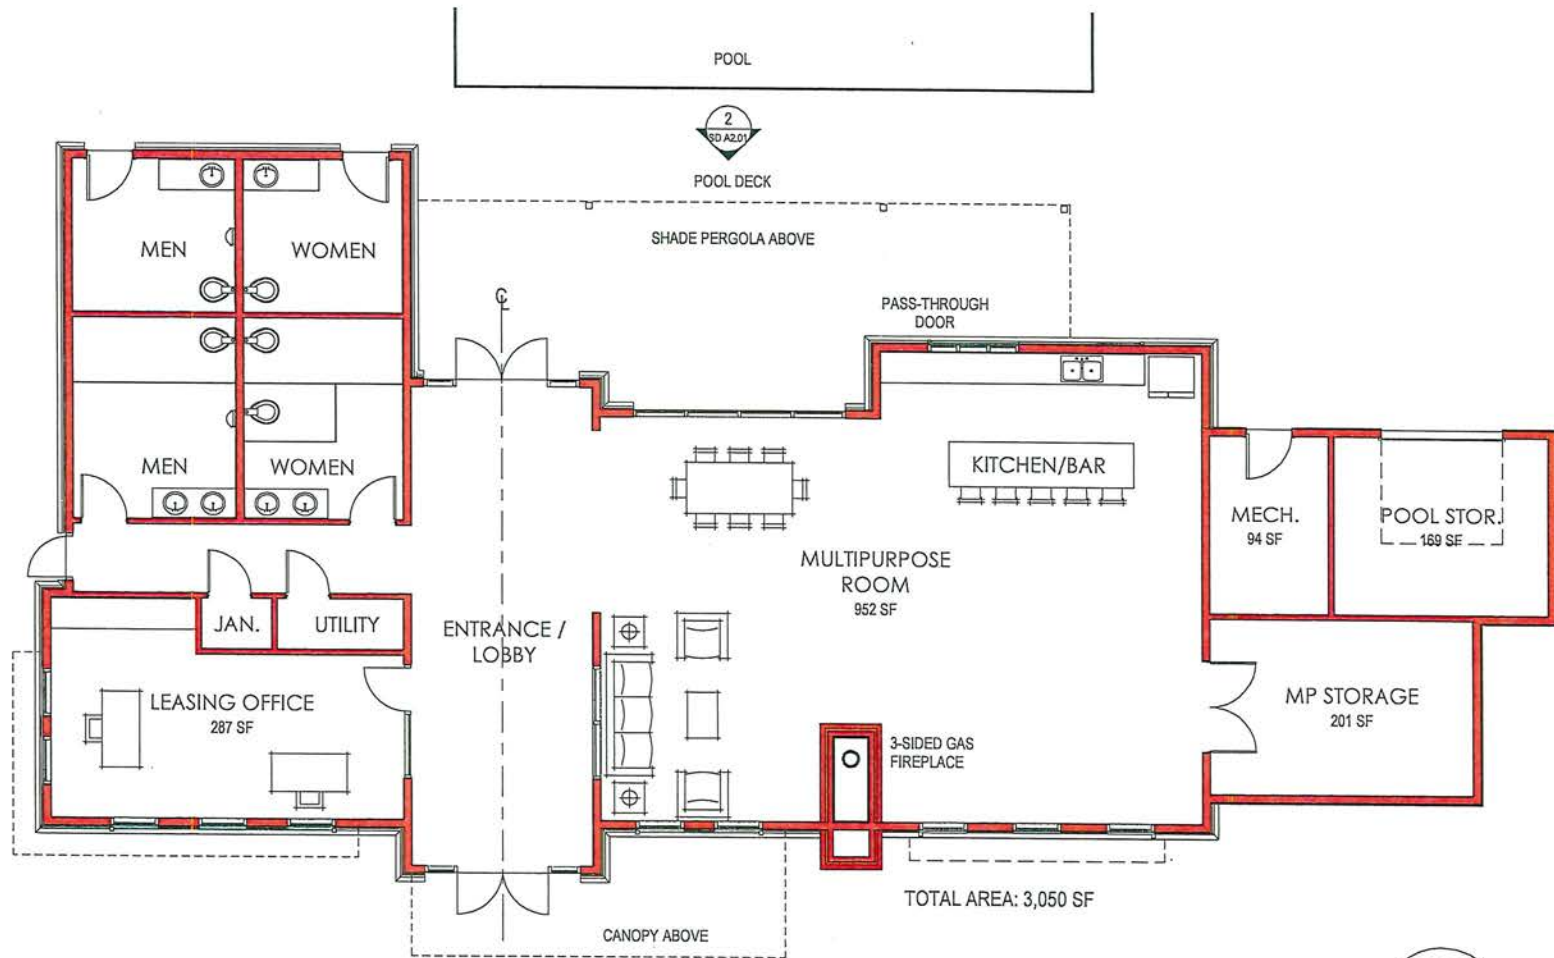 POOL
2
SD A2.01
POOL DECK
SHADE PERGOLA ABOVE
MEN
WOMEN
PASS-THROUGH
DOOR
MEN
WOMEN
KITCHEN/BAR
MECH.
94 SF
POOL STOR.
169 SF
MULTIPURPOSE
ROOM
952 SF
JAN.
UTILITY
ENTRANCE /
LOBBY
LEASING OFFICE
287 SF
MP STORAGE
201 SF
3-SIDED GAS
FIREPLACE
TOTAL AREA: 3,050 SF
CANOPY ABOVE